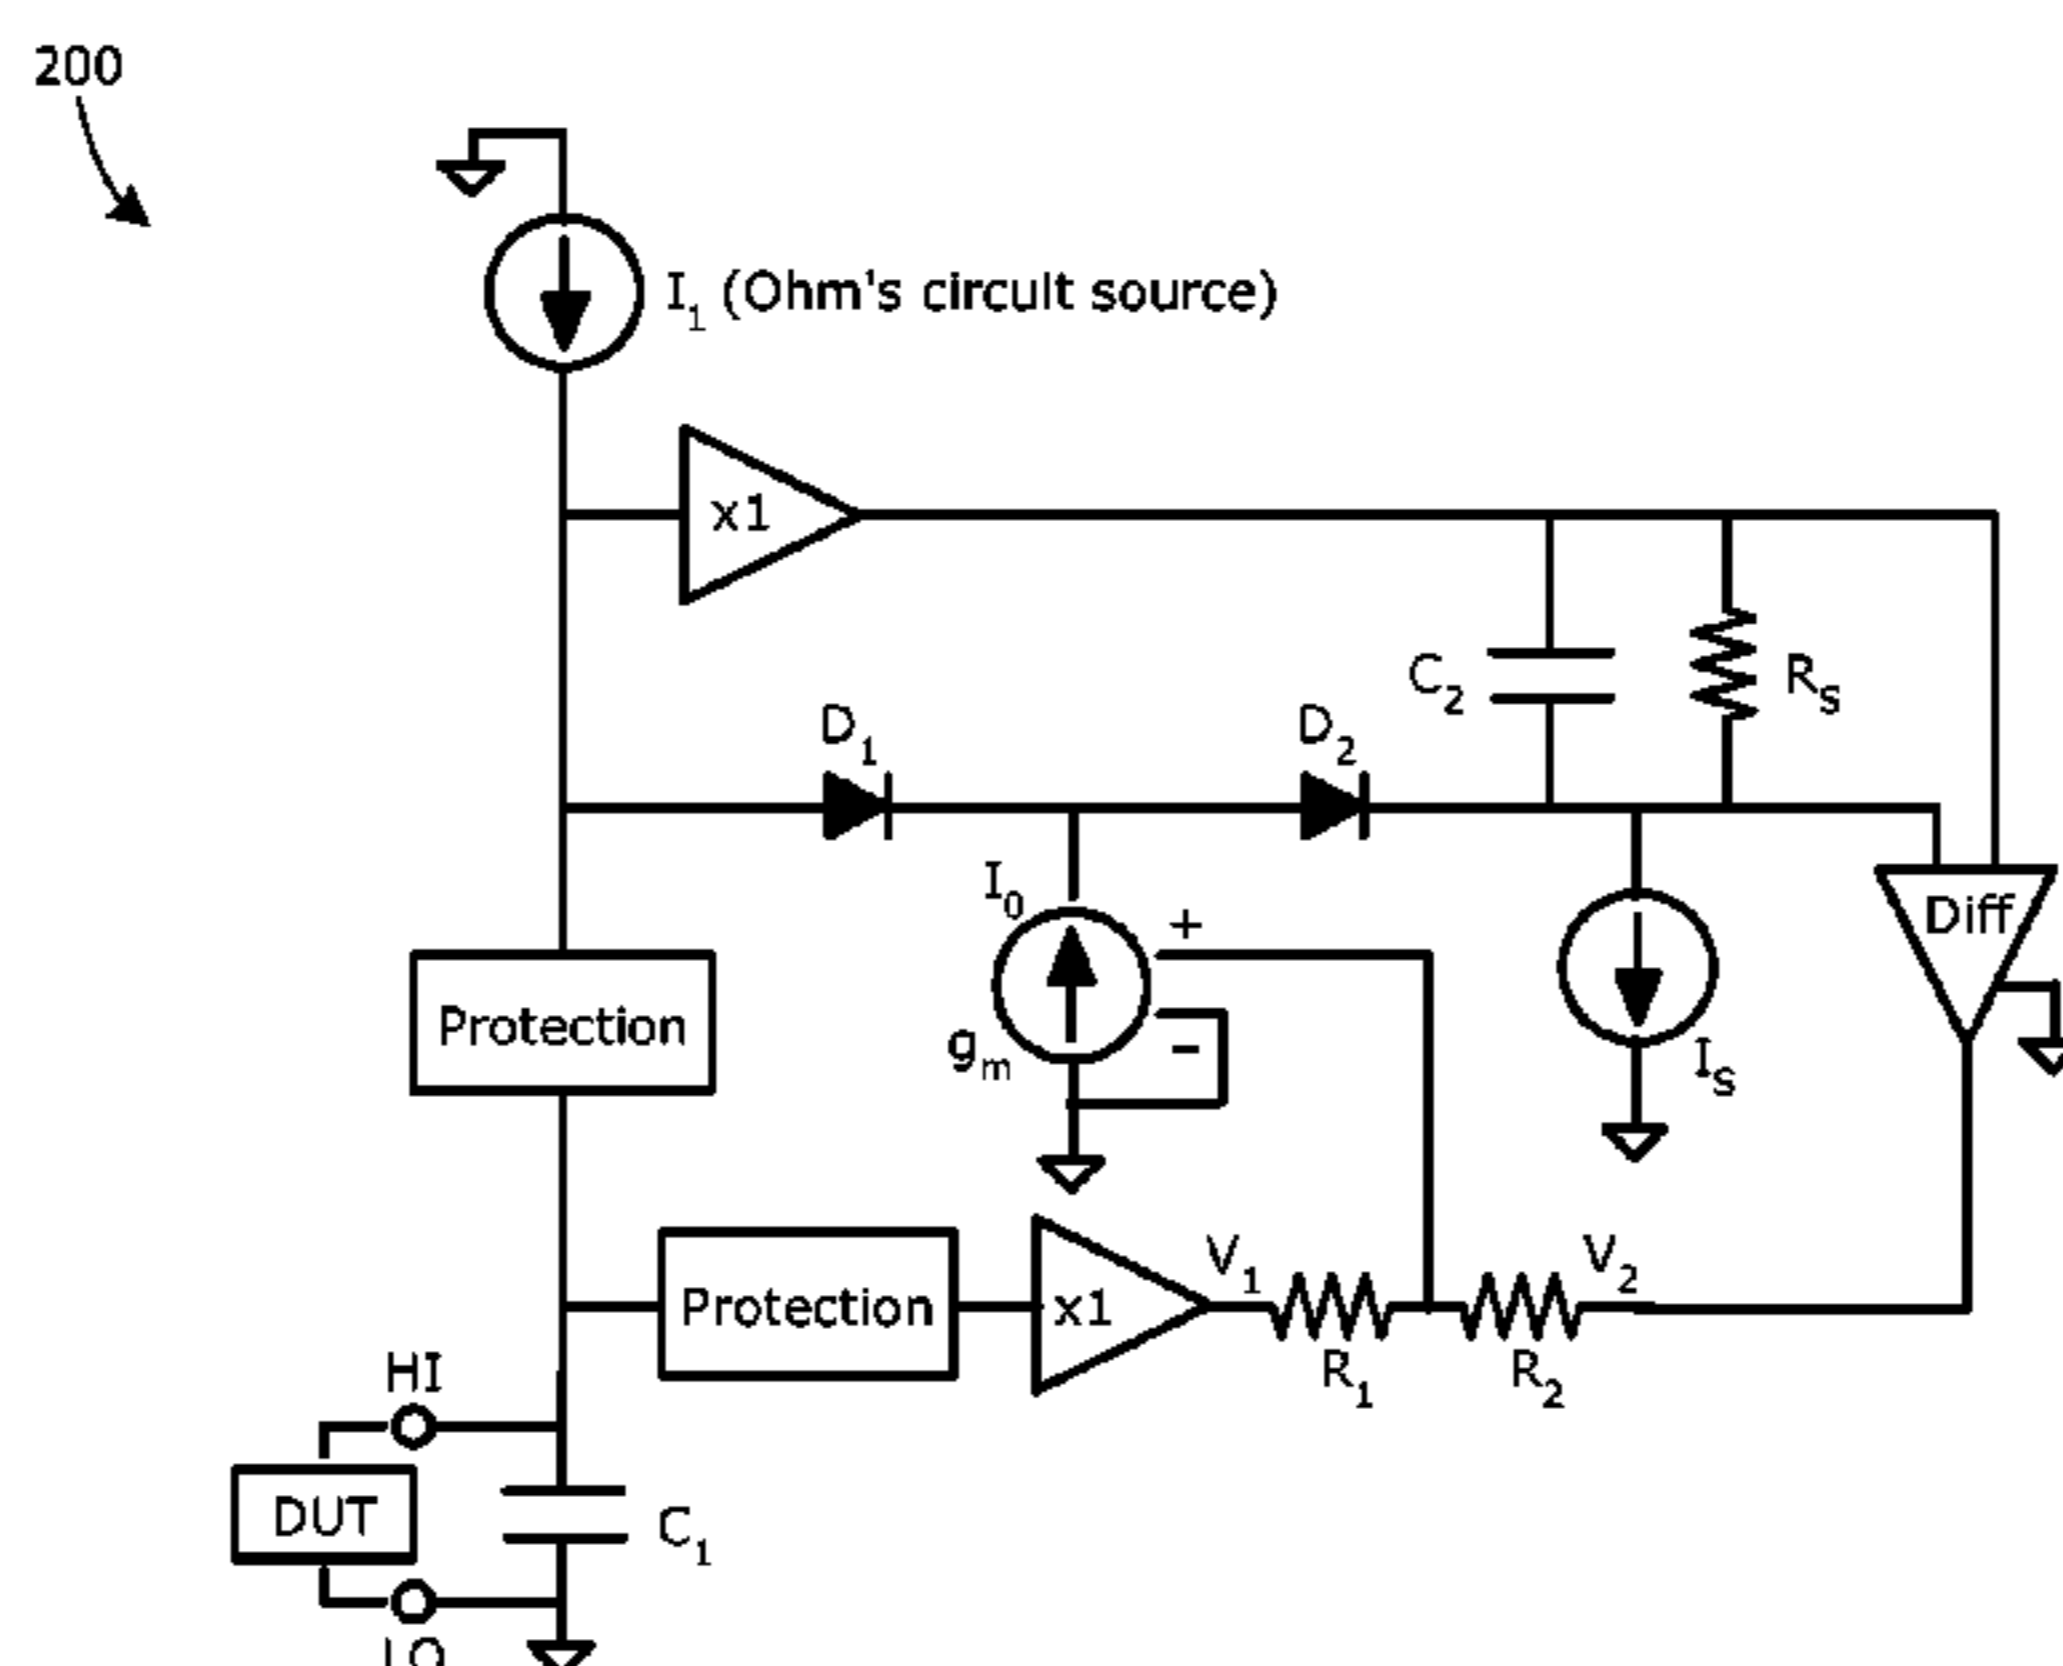 200
I1 (Ohm's circuit source)
x1
C2
RS
D1
D2
I0
+
Diff
Protection
gm
-
IS
Protection
x1
V1
V2
R1
R2
HI
DUT
C1
LO